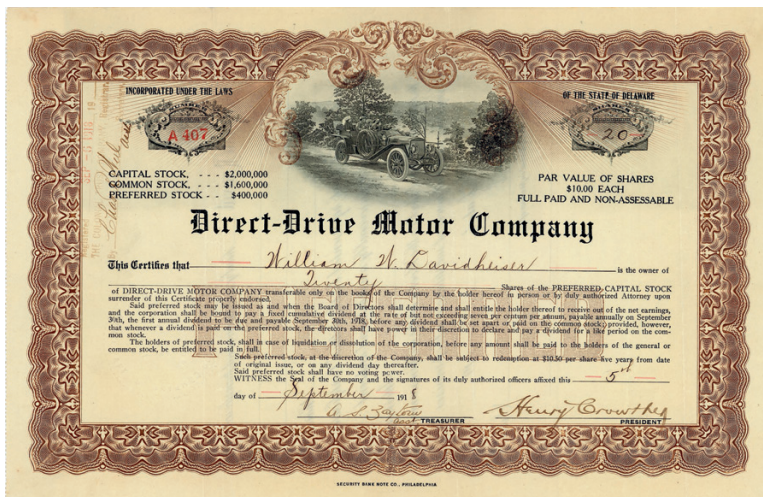 INCORPORATED UNDER THE LAWS
OF THE STATE OF DELAWARE
NUMBER
A 407
SHARES
20
CAPITAL STOCK, - - - $2,000,000
COMMON STOCK, - - - $1,600,000
PREFERRED STOCK - - $400,000
PAR VALUE OF SHARES
$10.00 EACH
FULL PAID AND NON-ASSESSABLE
Direct-Drive Motor Company
This Certifies that William W. Davidheiser is the owner of
Twenty Shares of the PREFERRED CAPITAL STOCK
of DIRECT-DRIVE MOTOR COMPANY transferable only on the books of the Company by the holder hereof in person or by duly authorized Attorney upon
surrender of this Certificate properly endorsed.
Said preferred stock may be issued as and when the Board of Directors shall determine and shall entitle the holder thereof to receive out of the net earnings,
and the corporation shall be bound to pay a fixed cumulative dividend at the rate of but not exceeding seven per centum per annum, payable annually on September
30th, the first annual dividend to be due and payable September 30th, 1918, before any dividend shall be set apart or paid on the common stock; provided, however,
that whenever a dividend is paid on the preferred stock, the directors shall have power in their discretion to declare and pay a dividend for a like period on the com-
mon stock.
The holders of preferred stock, shall in case of liquidation or dissolution of the corporation, before any amount shall be paid to the holders of the general or
common stock, be entitled to be paid in full.
Such preferred stock, at the discretion of the Company, shall be subject to redemption at $10.50 per share five years from date
of original issue, or on any dividend day thereafter.
Said preferred stock shall have no voting power.
WITNESS the Seal of the Company and the signatures of its duly authorized officers affixed this 5th
day of September 1918
Asst TREASURER
Henry Crowther
PRESIDENT
SECURITY BANK NOTE CO., PHILADELPHIA